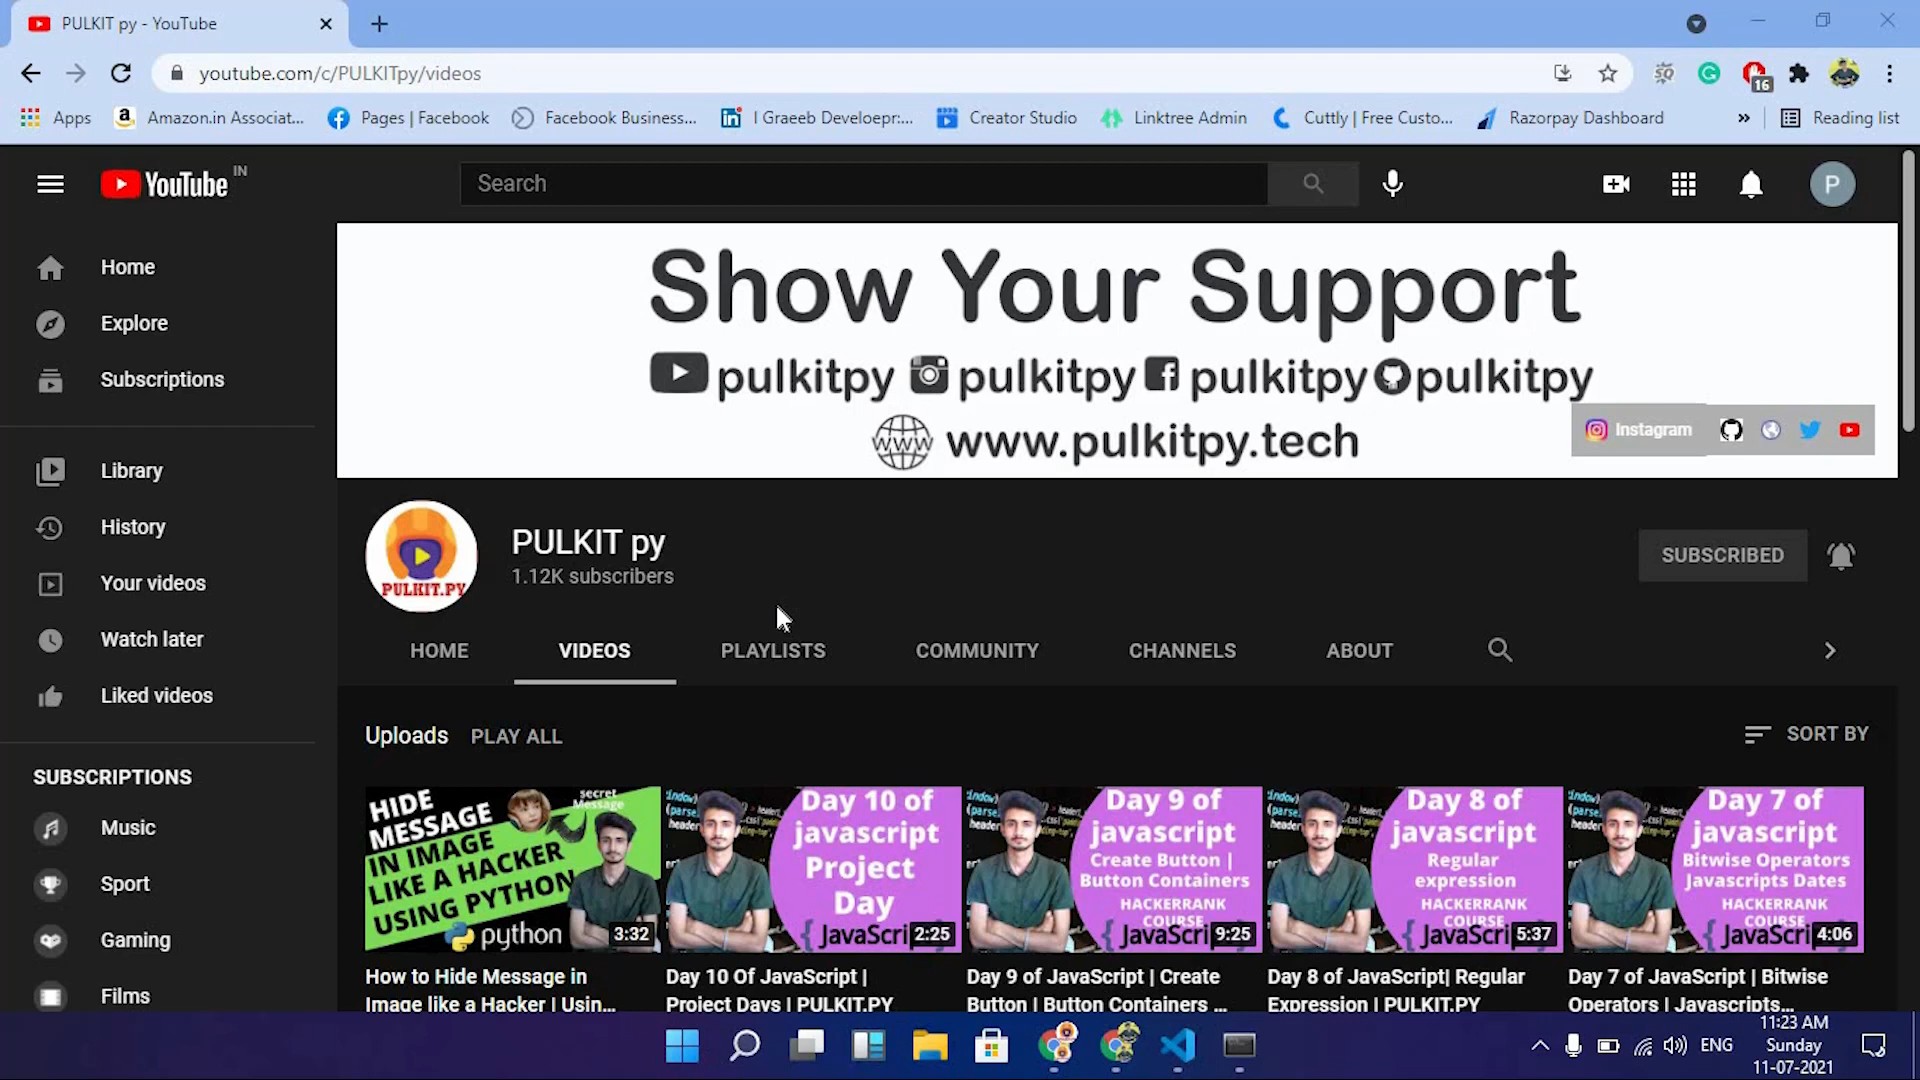 PULKIT py - YouTube
youtube.com/c/PULKITpy/videos
16
Apps
Amazon.in Associat...
Pages | Facebook
Facebook Business...
I Graeeb Develoepr:...
Creator Studio
Linktree Admin
Cuttly | Free Custo...
Razorpay Dashboard
Reading list
YouTube IN
Search
P
Home
Explore
Subscriptions
Library
History
Your videos
Watch later
Liked videos
SUBSCRIPTIONS
Music
Sport
Gaming
Films
Show Your Support
pulkitpy pulkitpy pulkitpy pulkitpy
www.pulkitpy.tech
Instagram
PULKIT.PY
PULKIT py
1.12K subscribers
SUBSCRIBED
HOME
VIDEOS
PLAYLISTS
COMMUNITY
CHANNELS
ABOUT
Uploads
PLAY ALL
SORT BY
HIDE
MESSAGE
IN IMAGE
LIKE A HACKER
USING PYTHON
secret
Message
python
3:32
How to Hide Message in
Image like a Hacker | Usin...
Day 10 of
javascript
Project
Day
JavaScri
2:25
Day 10 Of JavaScript |
Project Days | PULKIT.PY
Day 9 of
javascript
Create Button |
Button Containers
HACKERRANK
COURSE
JavaScri
9:25
Day 9 of JavaScript | Create
Button | Button Containers ...
Day 8 of
javascript
Regular
expression
HACKERRANK
COURSE
JavaScri
5:37
Day 8 of JavaScript| Regular
Expression | PULKIT.PY
Day 7 of
javascript
Bitwise Operators
Javascripts Dates
HACKERRANK
COURSE
JavaScri
4:06
Day 7 of JavaScript | Bitwise
Operators | Javascripts...
ENG
11:23 AM
Sunday
11-07-2021